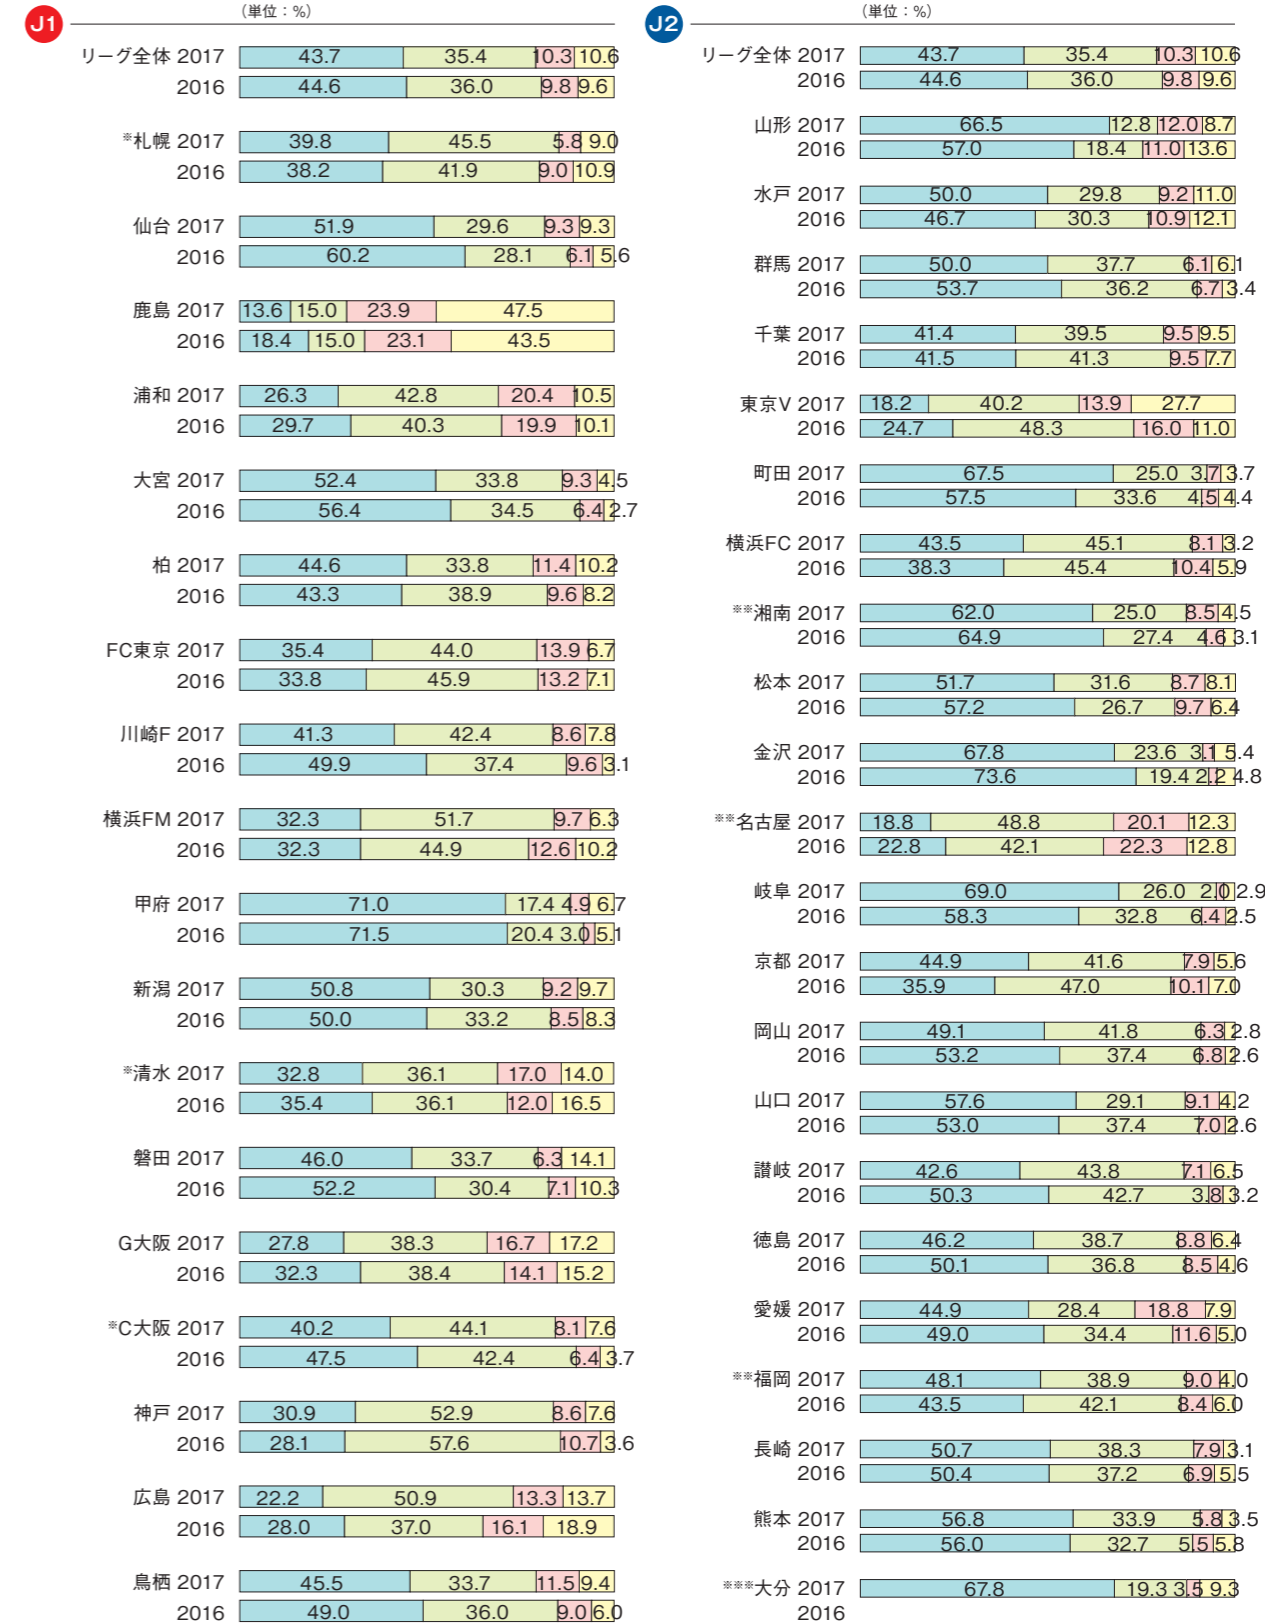 J1
(単位：%)
リーグ全体 2017 43.7 35.4 10.3 10.6
2016 44.6 36.0 9.8 9.6
※札幌 2017 39.8 45.5 5.8 9.0
2016 38.2 41.9 9.0 10.9
仙台 2017 51.9 29.6 9.3 9.3
2016 60.2 28.1 6.1 5.6
鹿島 2017 13.6 15.0 23.9 47.5
2016 18.4 15.0 23.1 43.5
浦和 2017 26.3 42.8 20.4 10.5
2016 29.7 40.3 19.9 10.1
大宮 2017 52.4 33.8 9.3 4.5
2016 56.4 34.5 6.4 2.7
柏 2017 44.6 33.8 11.4 10.2
2016 43.3 38.9 9.6 8.2
FC東京 2017 35.4 44.0 13.9 6.7
2016 33.8 45.9 13.2 7.1
川崎F 2017 41.3 42.4 8.6 7.8
2016 49.9 37.4 9.6 3.1
横浜FM 2017 32.3 51.7 9.7 6.3
2016 32.3 44.9 12.6 10.2
甲府 2017 71.0 17.4 4.9 6.7
2016 71.5 20.4 3.0 5.1
新潟 2017 50.8 30.3 9.2 9.7
2016 50.0 33.2 8.5 8.3
※清水 2017 32.8 36.1 17.0 14.0
2016 35.4 36.1 12.0 16.5
磐田 2017 46.0 33.7 6.3 14.1
2016 52.2 30.4 7.1 10.3
G大阪 2017 27.8 38.3 16.7 17.2
2016 32.3 38.4 14.1 15.2
※C大阪 2017 40.2 44.1 8.1 7.6
2016 47.5 42.4 6.4 3.7
神戸 2017 30.9 52.9 8.6 7.6
2016 28.1 57.6 10.7 3.6
広島 2017 22.2 50.9 13.3 13.7
2016 28.0 37.0 16.1 18.9
鳥栖 2017 45.5 33.7 11.5 9.4
2016 49.0 36.0 9.0 6.0
J2
(単位：%)
リーグ全体 2017 43.7 35.4 10.3 10.6
2016 44.6 36.0 9.8 9.6
山形 2017 66.5 12.8 12.0 8.7
2016 57.0 18.4 11.0 13.6
水戸 2017 50.0 29.8 9.2 11.0
2016 46.7 30.3 10.9 12.1
群馬 2017 50.0 37.7 6.1 6.1
2016 53.7 36.2 6.7 3.4
千葉 2017 41.4 39.5 9.5 9.5
2016 41.5 41.3 9.5 7.7
東京V 2017 18.2 40.2 13.9 27.7
2016 24.7 48.3 16.0 11.0
町田 2017 67.5 25.0 3.7 3.7
2016 57.5 33.6 4.5 4.4
横浜FC 2017 43.5 45.1 8.1 3.2
2016 38.3 45.4 10.4 5.9
※※湘南 2017 62.0 25.0 8.5 4.5
2016 64.9 27.4 4.6 3.1
松本 2017 51.7 31.6 8.7 8.1
2016 57.2 26.7 9.7 6.4
金沢 2017 67.8 23.6 3.1 5.4
2016 73.6 19.4 2.2 4.8
※※名古屋 2017 18.8 48.8 20.1 12.3
2016 22.8 42.1 22.3 12.8
岐阜 2017 69.0 26.0 2.0 2.9
2016 58.3 32.8 6.4 2.5
京都 2017 44.9 41.6 7.9 5.6
2016 35.9 47.0 10.1 7.0
岡山 2017 49.1 41.8 6.3 2.8
2016 53.2 37.4 6.8 2.6
山口 2017 57.6 29.1 9.1 4.2
2016 53.0 37.4 7.0 2.6
讃岐 2017 42.6 43.8 7.1 6.5
2016 50.3 42.7 3.8 3.2
徳島 2017 46.2 38.7 8.8 6.4
2016 50.1 36.8 8.5 4.6
愛媛 2017 44.9 28.4 18.8 7.9
2016 49.0 34.4 11.6 5.0
※※福岡 2017 48.1 38.9 9.0 4.0
2016 43.5 42.1 8.4 6.0
長崎 2017 50.7 38.3 7.9 3.1
2016 50.4 37.2 6.9 5.5
熊本 2017 56.8 33.9 5.8 3.5
2016 56.0 32.7 5.5 5.8
※※※大分 2017 67.8 19.3 3.5 9.3
2016